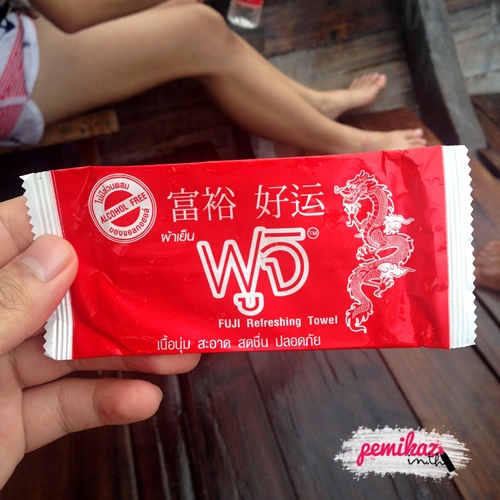 ไม่มีส่วนผสม
ALCOHOL FREE
ของแอลกอฮอล์
富裕 好运
ผ้าเย็น
ฟูจิ™
FUJI Refreshing Towel
เนื้อนุ่ม สะอาด สดชื่น ปลอดภัย
pemikaz
in.th